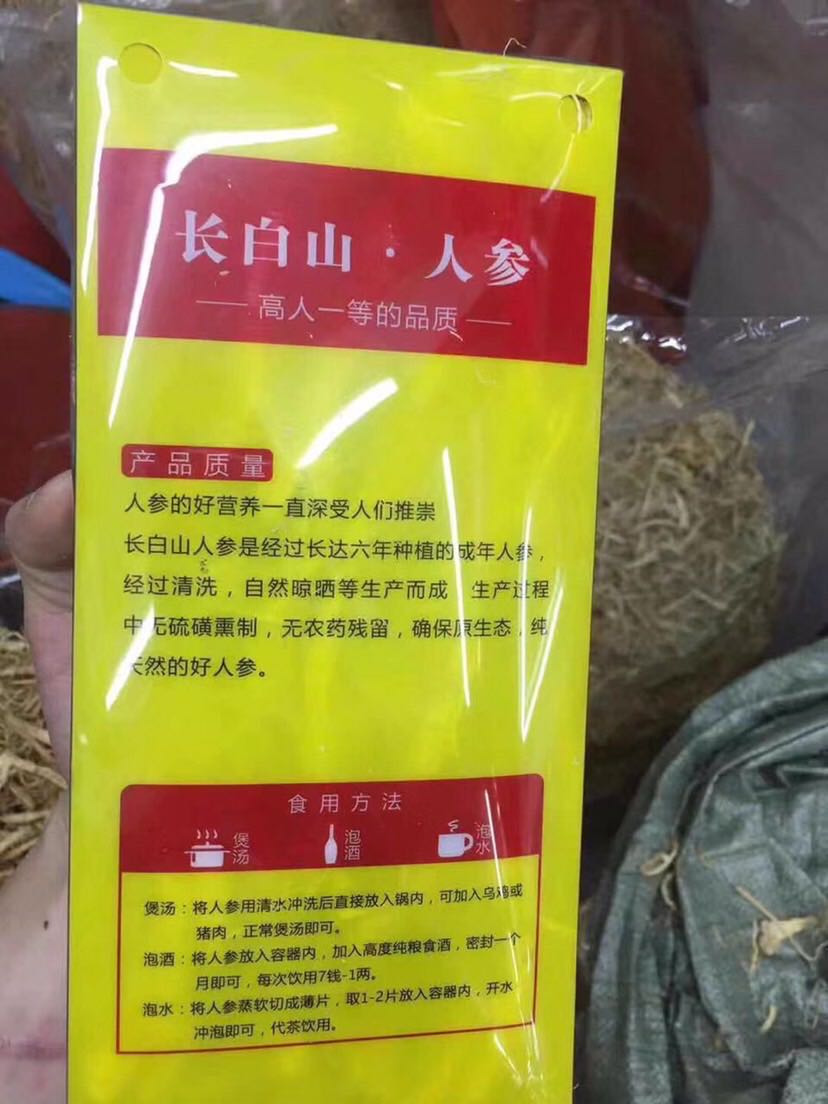 长白山·人参
高人一等的品质
产品质量
人参的好营养一直深受人们推崇
长白山人参是经过长达六年种植的成年人参，
经过清洗，自然晾晒等生产而成 生产过程
中无硫磺熏制，无农药残留，确保原生态，纯
天然的好人参。
食用方法
煲汤
泡酒
泡水
煲汤：将人参用清水冲洗后直接放入锅内，可加入乌鸡或
猪肉，正常煲汤即可。
泡酒：将人参放入容器内，加入高度纯粮食酒，密封一个
月即可，每次饮用7钱-1两。
泡水：将人参蒸软切成薄片，取1-2片放入容器内，开水
冲泡即可，代茶饮用。